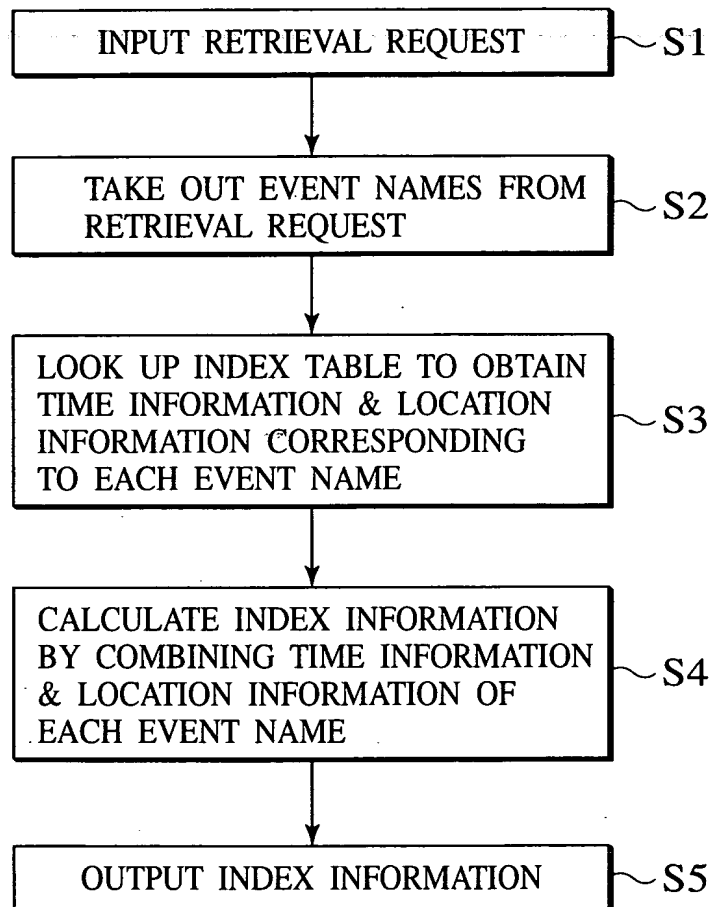 INPUT RETRIEVAL REQUEST
S1
TAKE OUT EVENT NAMES FROM
RETRIEVAL REQUEST
S2
LOOK UP INDEX TABLE TO OBTAIN
TIME INFORMATION & LOCATION
INFORMATION CORRESPONDING
TO EACH EVENT NAME
S3
CALCULATE INDEX INFORMATION
BY COMBINING TIME INFORMATION
& LOCATION INFORMATION OF
EACH EVENT NAME
S4
OUTPUT INDEX INFORMATION
S5